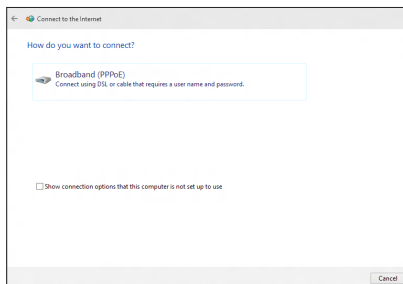 Connect to the Internet
How do you want to connect?
Broadband (PPPoE)
Connect using DSL or cable that requires a user name and password.
Show connection options that this computer is not set up to use
Cancel